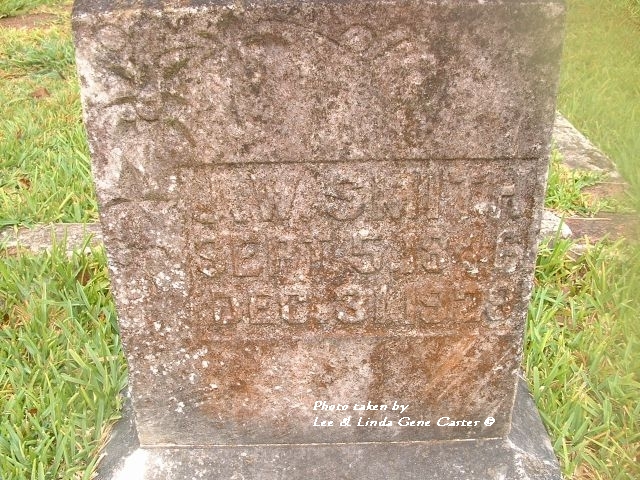 J. W. SMITH
SEPT. 5, 1846
DEC. 31, 1928
Photo taken by
Lee & Linda Gene Carter ©